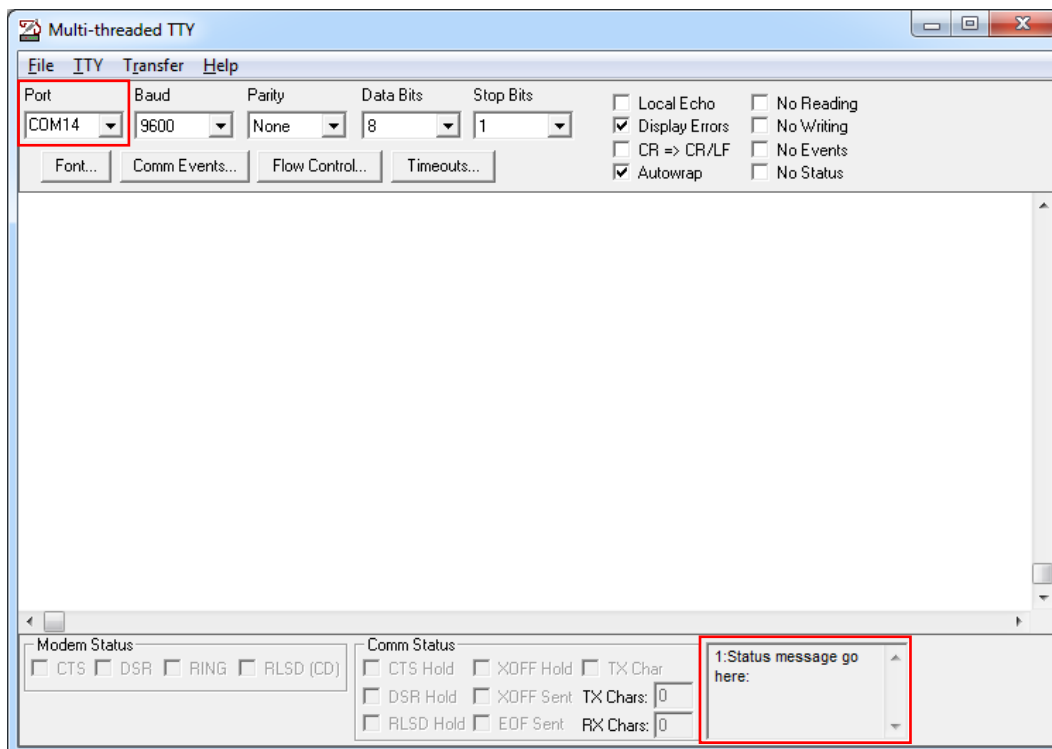 Multi-threaded TTY
File TTY Transfer Help
Port Baud Parity Data Bits Stop Bits
COM14 9600 None 8 1
Font... Comm Events... Flow Control... Timeouts...
Local Echo No Reading
Display Errors No Writing
CR => CR/LF No Events
Autowrap No Status
Modem Status
CTS DSR RING RLSD (CD)
Comm Status
CTS Hold XOFF Hold TX Char
DSR Hold XOFF Sent TX Chars: 0
RLSD Hold EOF Sent RX Chars: 0
1:Status message go
here: